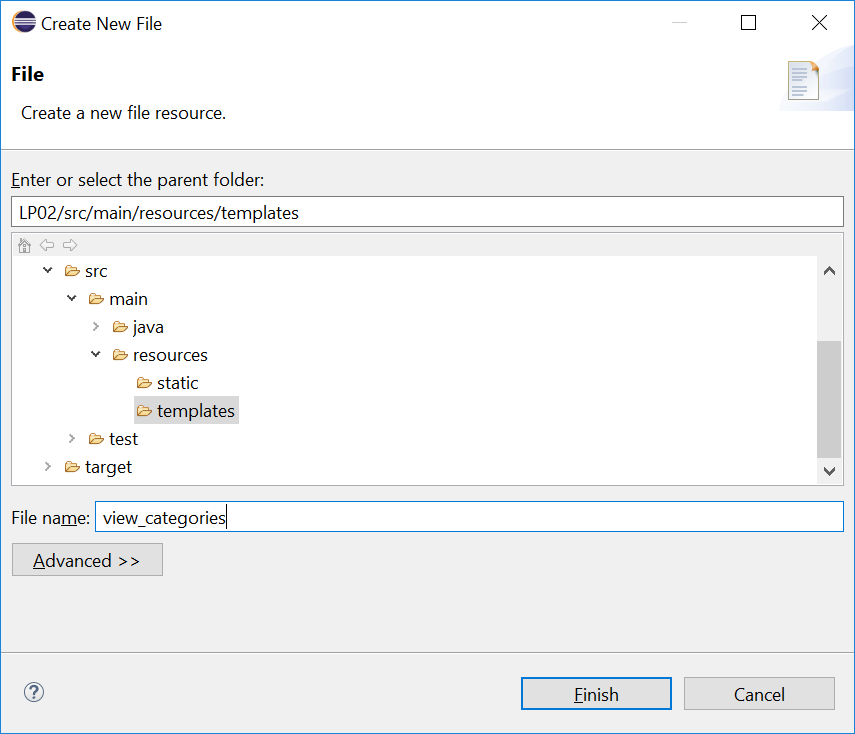 Create New File
File
Create a new file resource.
Enter or select the parent folder:
LP02/src/main/resources/templates
src
main
java
resources
static
templates
test
target
File name: view_categories
Advanced >>
?
Finish Cancel